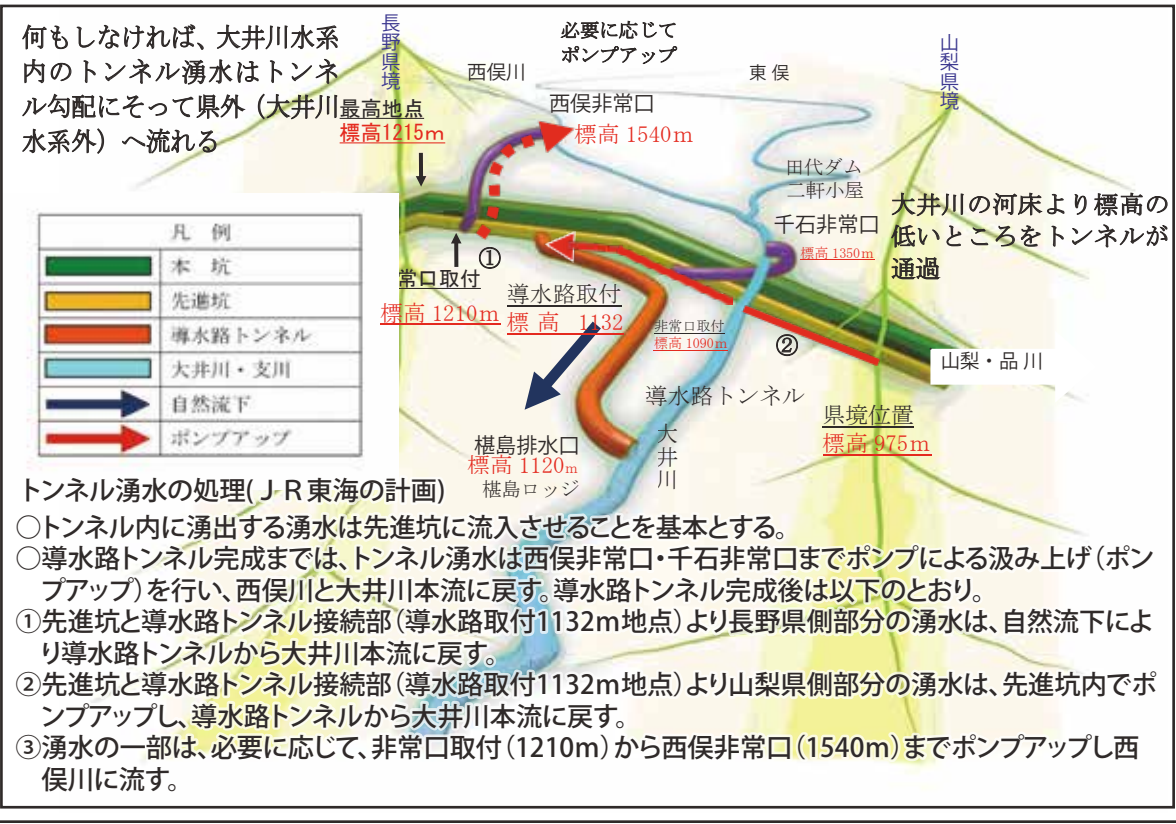 何もしなければ、大井川水系
内のトンネル湧水はトンネ
ル勾配にそって県外（大井川
水系外）へ流れる
長野県境
必要に応じて
ポンプアップ
西俣川
東 俣
山梨県境
最高地点
標高1215m
西俣非常口
標高 1540m
田代ダム
二軒小屋
大井川の河床より標高の
低いところをトンネルが
通過
千石非常口
標高 1350m
凡 例
本 坑
先進坑
導水路トンネル
大井川・支川
自然流下
ポンプアップ
①
常口取付
標高 1210m
導水路取付
標 高 1132
非常口取付
標高 1090m
②
山梨・品川
導水路トンネル
県境位置
標高 975m
大井川
椹島排水口
標高 1120m
椹島ロッジ
トンネル湧水の処理(ＪＲ東海の計画)
○トンネル内に湧出する湧水は先進坑に流入させることを基本とする。
○導水路トンネル完成までは、トンネル湧水は西俣非常口・千石非常口までポンプによる汲み上げ（ポン
プアップ）を行い、西俣川と大井川本流に戻す。導水路トンネル完成後は以下のとおり。
①先進坑と導水路トンネル接続部（導水路取付1132m地点）より長野県側部分の湧水は、自然流下によ
り導水路トンネルから大井川本流に戻す。
②先進坑と導水路トンネル接続部（導水路取付1132m地点）より山梨県側部分の湧水は、先進坑内でポ
ンプアップし、導水路トンネルから大井川本流に戻す。
③湧水の一部は、必要に応じて、非常口取付（1210m）から西俣非常口（1540m）までポンプアップし西
俣川に流す。